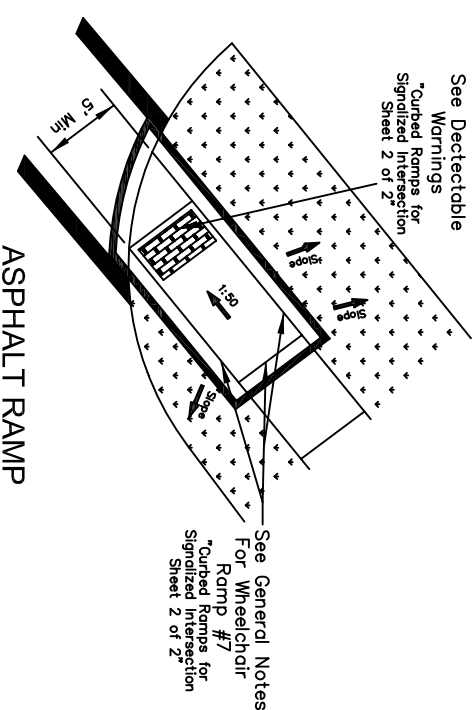 See Dectectable
Warnings
"Curbed Ramps for
Signalized Intersection
Sheet 2 of 2"
5' Min
Slope
Slope
1:50
Slope
See General Notes
For Wheelchair
Ramp #7
"Curbed Ramps for
Signalized Intersection
Sheet 2 of 2"
ASPHALT RAMP